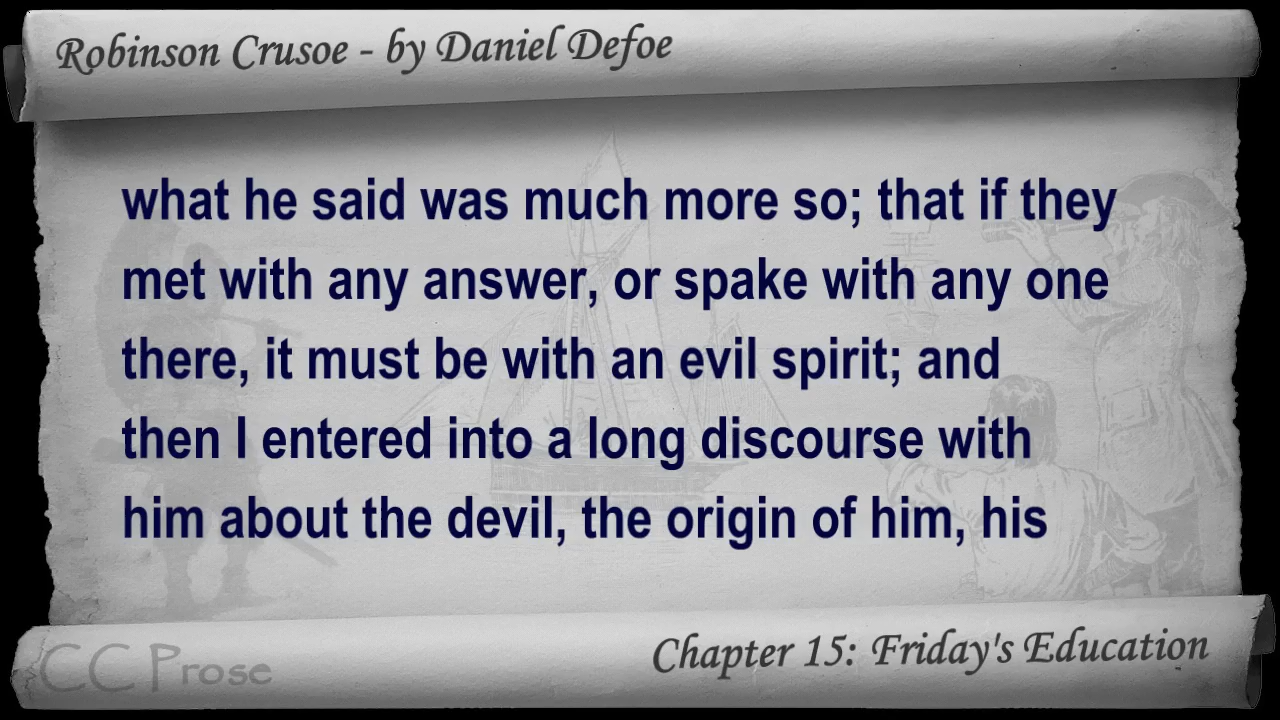 Robinson Crusoe - by Daniel Defoe
what he said was much more so; that if they
met with any answer, or spake with any one
there, it must be with an evil spirit; and
then I entered into a long discourse with
him about the devil, the origin of him, his
Chapter 15: Friday's Education
CC Prose